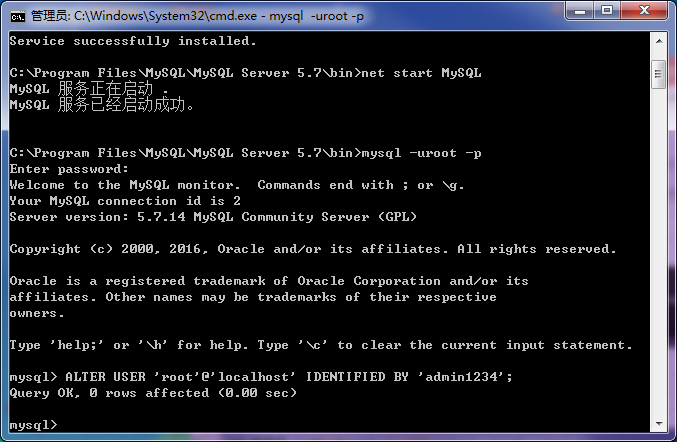 管理员: C:\Windows\System32\cmd.exe - mysql -uroot -p
Service successfully installed.
C:\Program Files\MySQL\MySQL Server 5.7\bin>net start MySQL
MySQL 服务正在启动 .
MySQL 服务已经启动成功。
C:\Program Files\MySQL\MySQL Server 5.7\bin>mysql -uroot -p
Enter password:
Welcome to the MySQL monitor.  Commands end with ; or \g.
Your MySQL connection id is 2
Server version: 5.7.14 MySQL Community Server (GPL)
Copyright (c) 2000, 2016, Oracle and/or its affiliates. All rights reserved.
Oracle is a registered trademark of Oracle Corporation and/or its
affiliates. Other names may be trademarks of their respective
owners.
Type 'help;' or '\h' for help. Type '\c' to clear the current input statement.
mysql> ALTER USER 'root'@'localhost' IDENTIFIED BY 'admin1234';
Query OK, 0 rows affected (0.00 sec)
mysql>